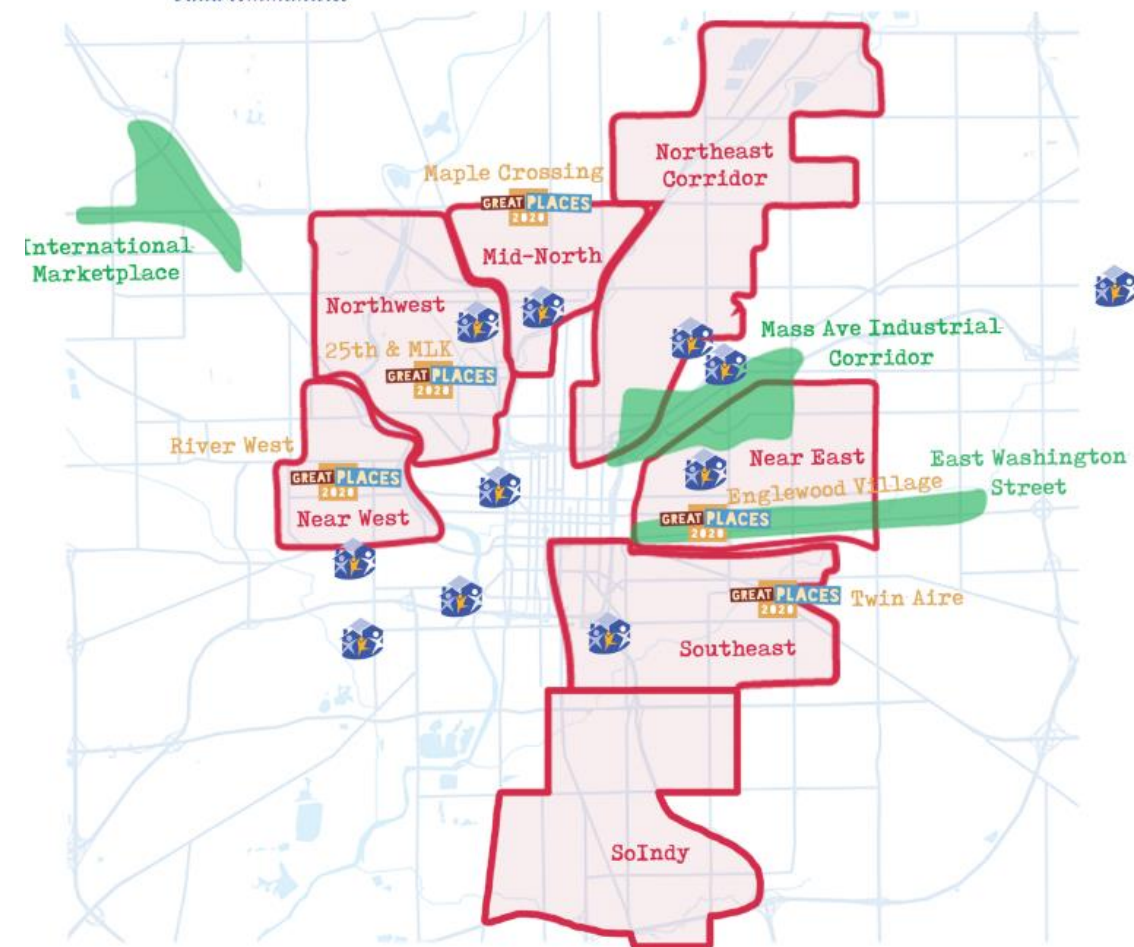 Northeast
Corridor
Maple Crossing
GREAT PLACES
2020
International
Marketplace
Mid-North
Northwest
Mass Ave Industrial
Corridor
25th & MLK
GREAT PLACES
2020
River West
GREAT PLACES
2020
Near West
Near East
East Washington
Street
Englewood Village
GREAT PLACES
2020
GREAT PLACES
2020
Twin Aire
Southeast
SoIndy